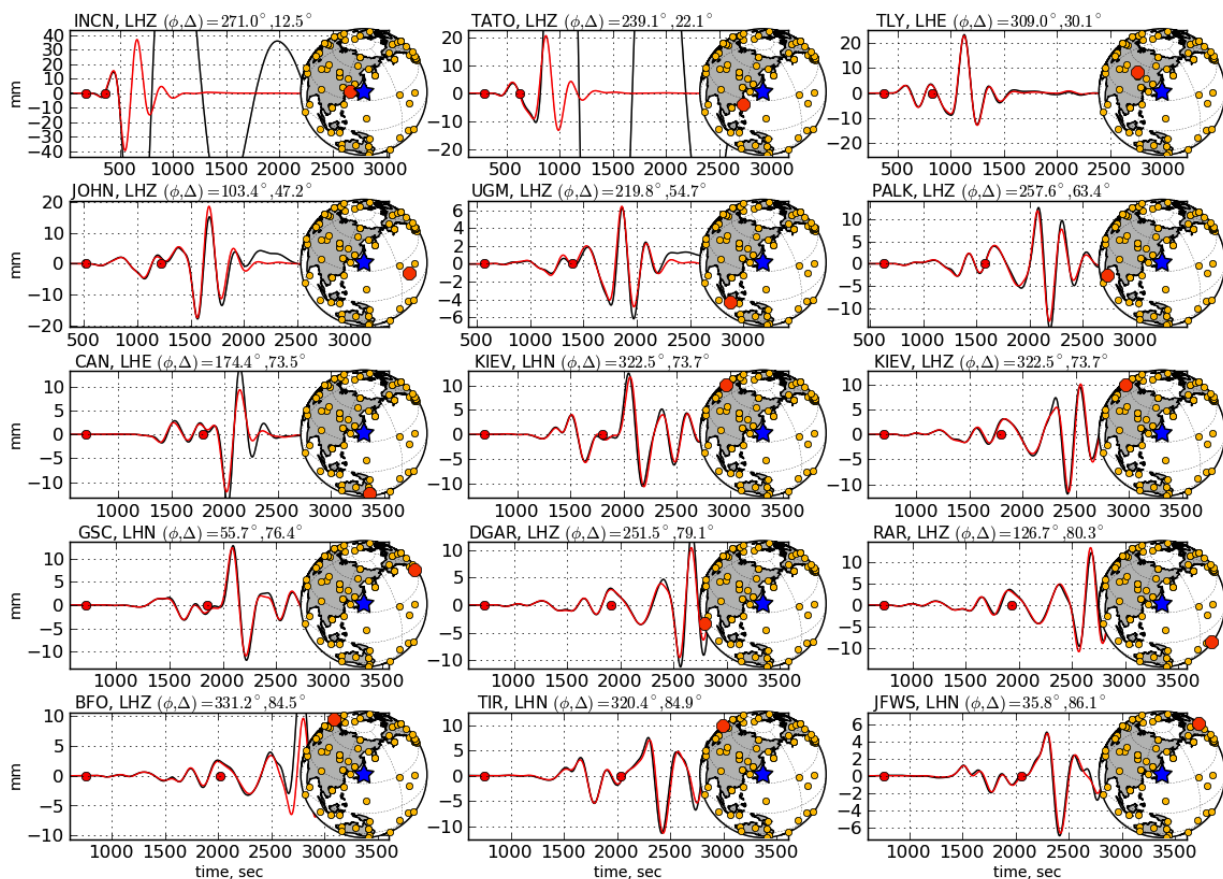 INCN, LHZ (ϕ,Δ)=271.0°,12.5°
TATO, LHZ (ϕ,Δ)=239.1°,22.1°
TLY, LHE (ϕ,Δ)=309.0°,30.1°
mm
40
30
20
10
0
−10
−20
−30
−40
500 1000 1500 2000 2500 3000
20
10
0
−10
−20
500 1000 1500 2000 2500 3000
20
10
0
−10
−20
500 1000 1500 2000 2500 3000
JOHN, LHZ (ϕ,Δ)=103.4°,47.2°
UGM, LHZ (ϕ,Δ)=219.8°,54.7°
PALK, LHZ (ϕ,Δ)=257.6°,63.4°
mm
20
10
0
−10
−20
500 1000 1500 2000 2500 3000
6
4
2
0
−2
−4
−6
500 1000 1500 2000 2500 3000
10
5
0
−5
−10
500 1000 1500 2000 2500 3000
CAN, LHE (ϕ,Δ)=174.4°,73.5°
KIEV, LHN (ϕ,Δ)=322.5°,73.7°
KIEV, LHZ (ϕ,Δ)=322.5°,73.7°
mm
10
5
0
−5
−10
1000 1500 2000 2500 3000 3500
10
5
0
−5
−10
1000 1500 2000 2500 3000 3500
10
5
0
−5
−10
1000 1500 2000 2500 3000 3500
GSC, LHN (ϕ,Δ)=55.7°,76.4°
DGAR, LHZ (ϕ,Δ)=251.5°,79.1°
RAR, LHZ (ϕ,Δ)=126.7°,80.3°
mm
10
5
0
−5
−10
1000 1500 2000 2500 3000 3500
10
5
0
−5
−10
1000 1500 2000 2500 3000 3500
10
5
0
−5
−10
1000 1500 2000 2500 3000 3500
BFO, LHZ (ϕ,Δ)=331.2°,84.5°
TIR, LHN (ϕ,Δ)=320.4°,84.9°
JFWS, LHN (ϕ,Δ)=35.8°,86.1°
mm
10
5
0
−5
−10
1000 1500 2000 2500 3000 3500
10
5
0
−5
−10
1000 1500 2000 2500 3000 3500
6
4
2
0
−2
−4
−6
1000 1500 2000 2500 3000 3500
time, sec
time, sec
time, sec